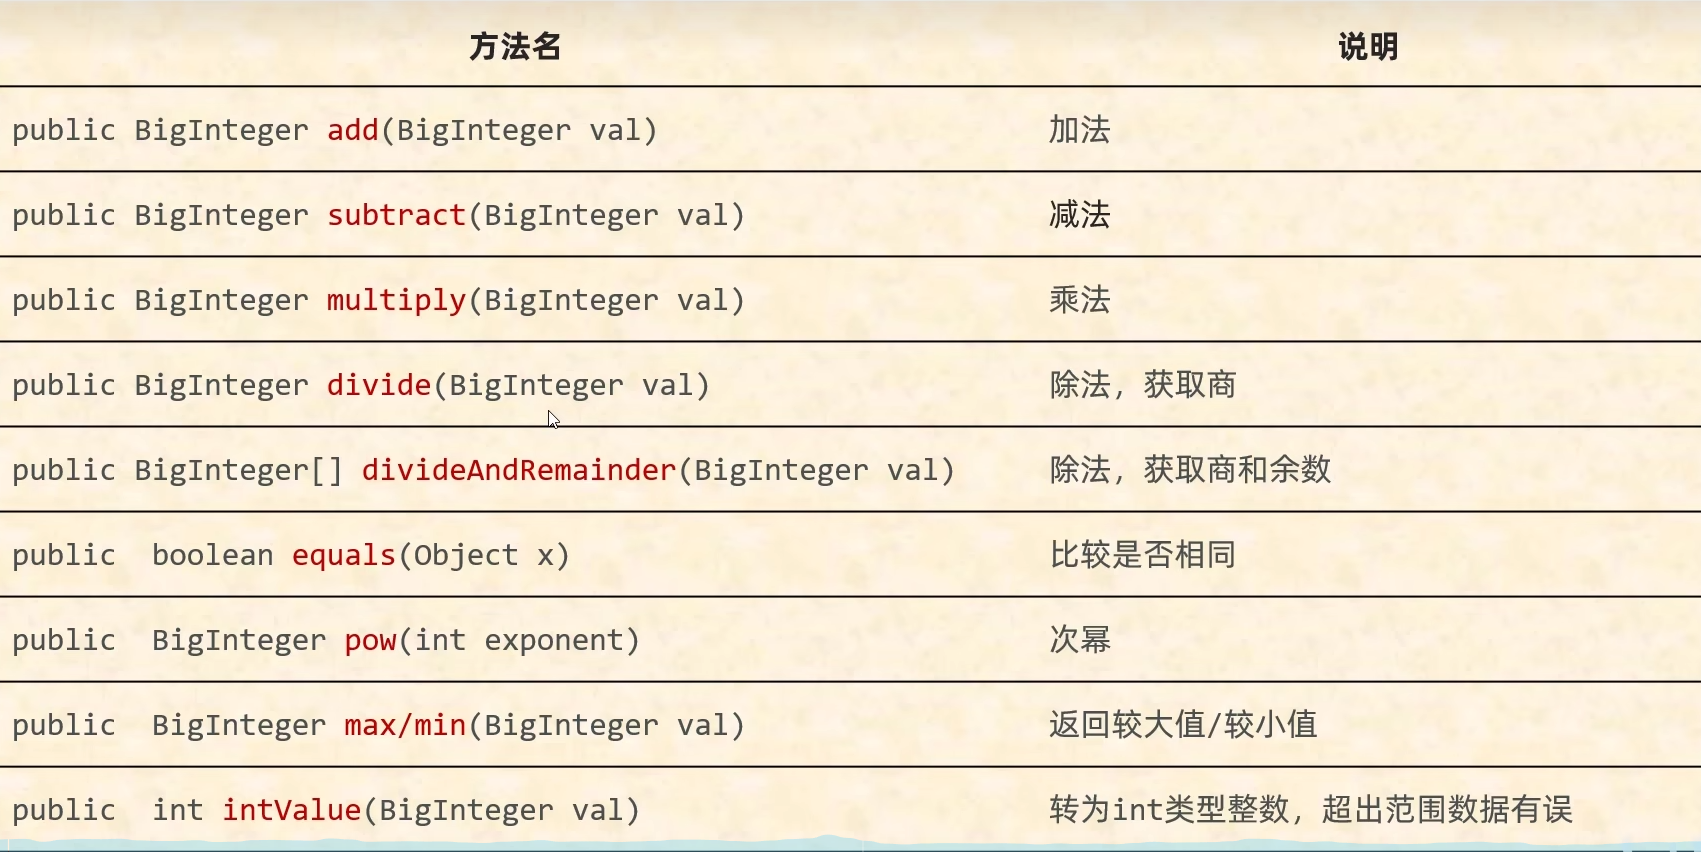 方法名 说明
public BigInteger add(BigInteger val) 加法
public BigInteger subtract(BigInteger val) 减法
public BigInteger multiply(BigInteger val) 乘法
public BigInteger divide(BigInteger val) 除法，获取商
public BigInteger[] divideAndRemainder(BigInteger val) 除法，获取商和余数
public  boolean equals(Object x) 比较是否相同
public  BigInteger pow(int exponent) 次幂
public  BigInteger max/min(BigInteger val) 返回较大值/较小值
public  int intValue(BigInteger val) 转为int类型整数，超出范围数据有误